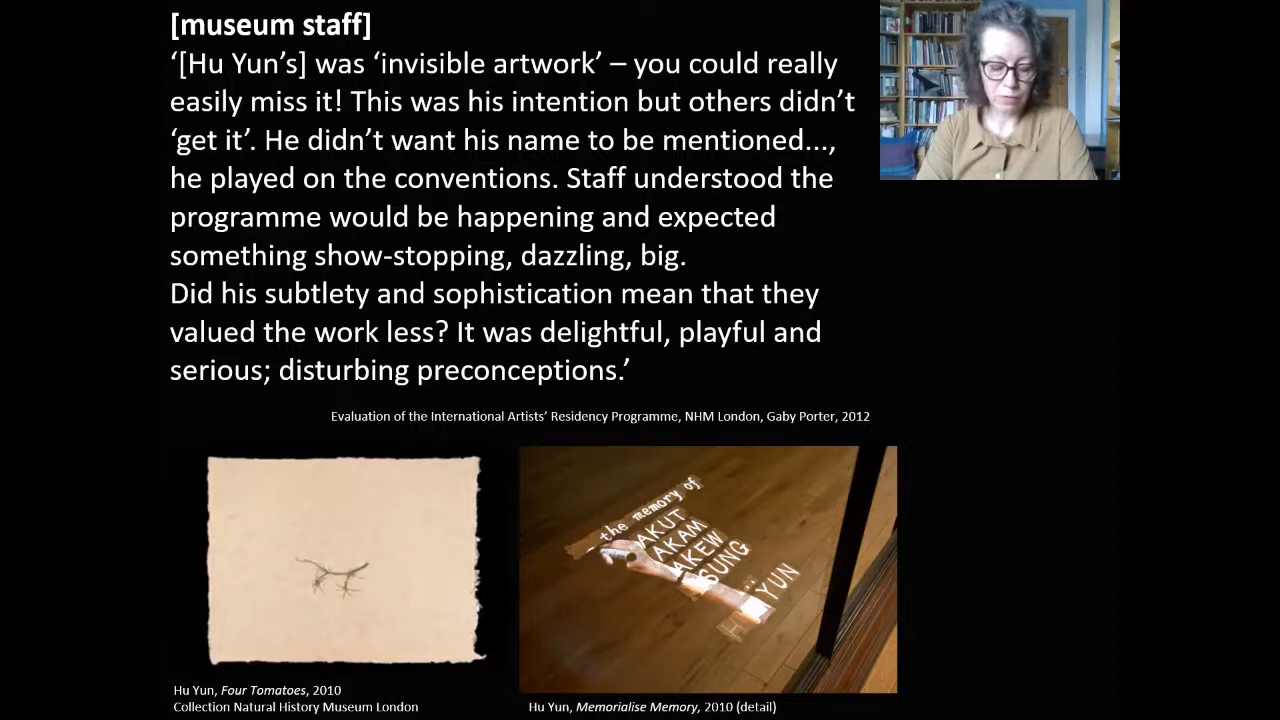 [museum staff]
‘[Hu Yun’s] was ‘invisible artwork’ – you could really
easily miss it! This was his intention but others didn’t
‘get it’. He didn’t want his name to be mentioned...,
he played on the conventions. Staff understood the
programme would be happening and expected
something show-stopping, dazzling, big.
Did his subtlety and sophistication mean that they
valued the work less? It was delightful, playful and
serious; disturbing preconceptions.’
Evaluation of the International Artists’ Residency Programme, NHM London, Gaby Porter, 2012
the memory of
AKUT
AKAM
AKEW
SUNG
H YUN
Hu Yun, Four Tomatoes, 2010
Collection Natural History Museum London
Hu Yun, Memorialise Memory, 2010 (detail)